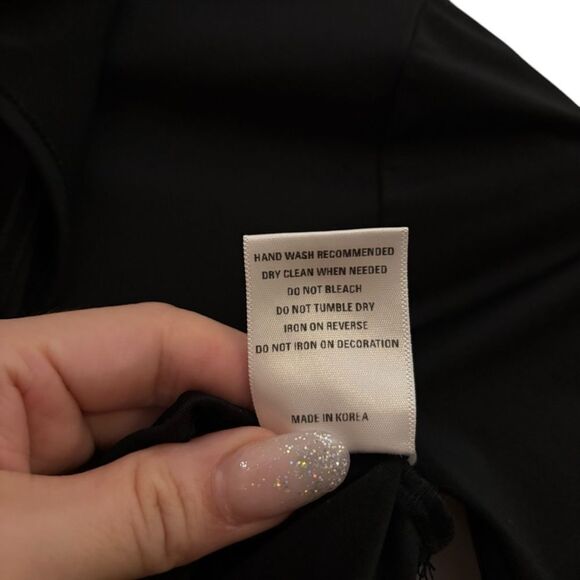 HAND WASH RECOMMENDED
DRY CLEAN WHEN NEEDED
DO NOT BLEACH
DO NOT TUMBLE DRY
IRON ON REVERSE
DO NOT IRON ON DECORATION
MADE IN KOREA